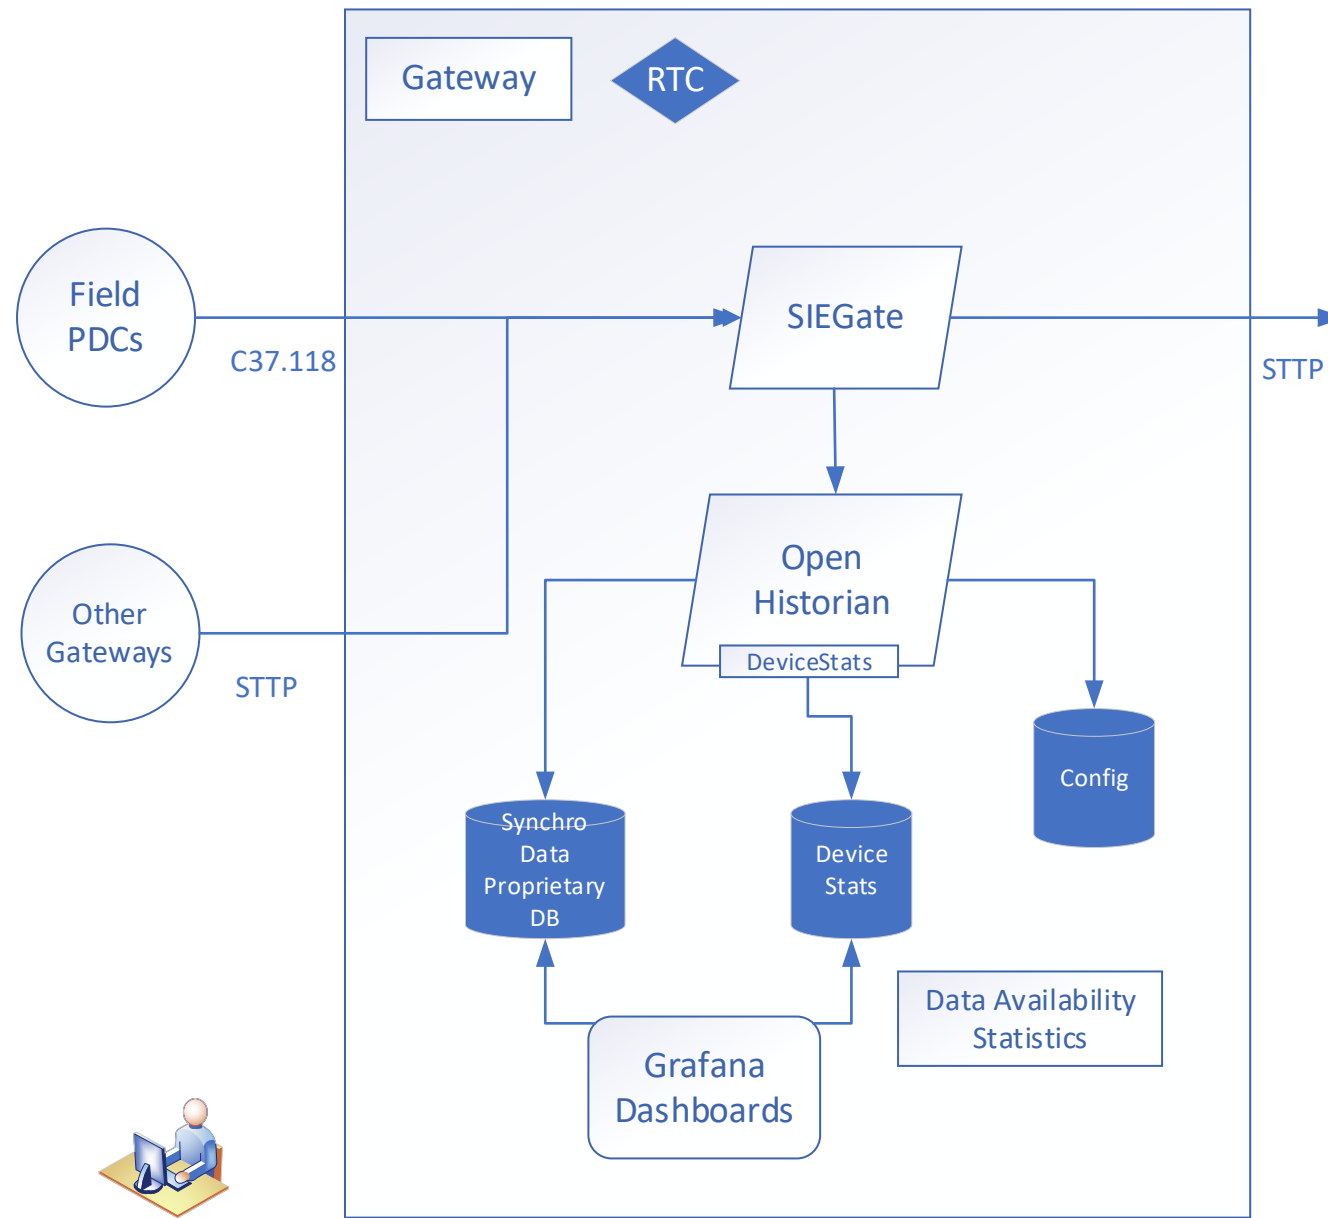 Gateway
RTC
Field
PDCs
C37.118
SIEGate
STTP
Other
Gateways
STTP
Open
Historian
DeviceStats
Config
Synchro
Data
Proprietary
DB
Device
Stats
Data Availability
Statistics
Grafana
Dashboards